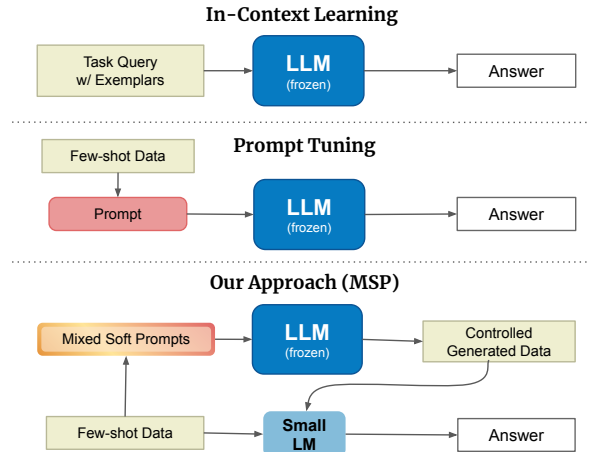 In-Context Learning
Task Query
w/ Exemplars
LLM
(frozen)
Answer
Prompt Tuning
Few-shot Data
Prompt
LLM
(frozen)
Answer
Our Approach (MSP)
Mixed Soft Prompts
LLM
(frozen)
Controlled
Generated Data
Few-shot Data
Small
LM
Answer